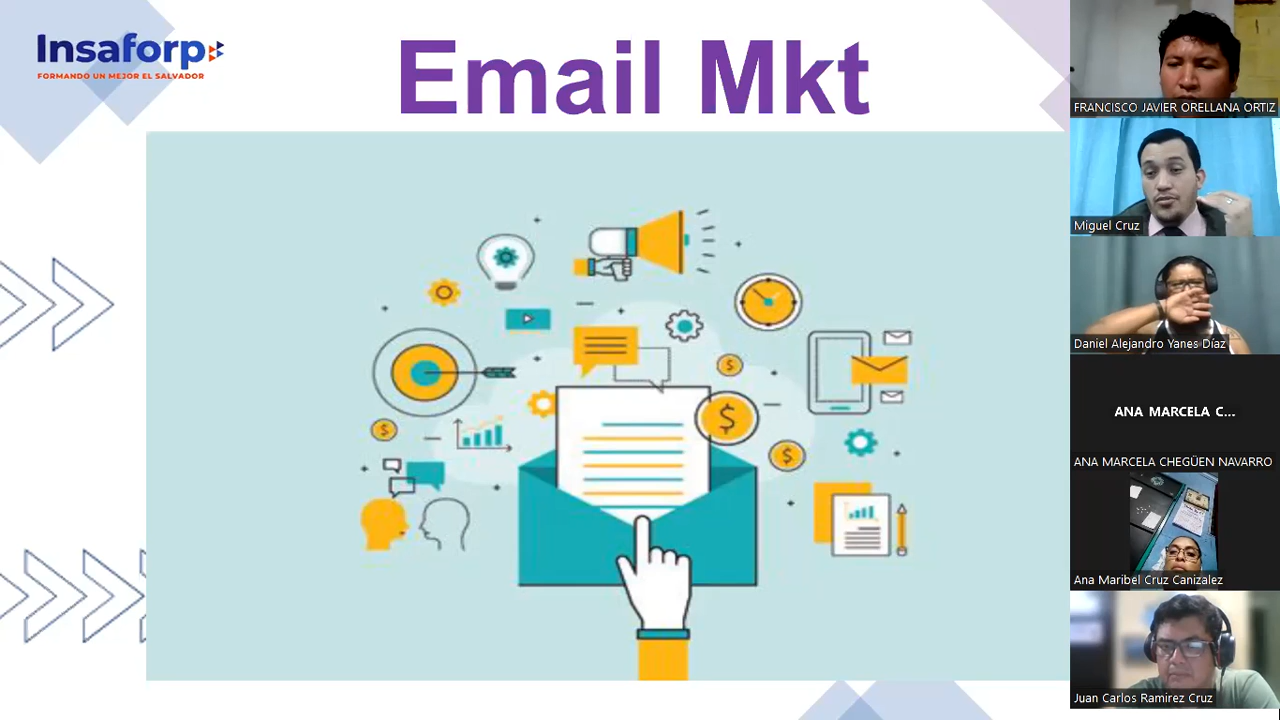 Insaforp
FORMANDO UN MEJOR EL SALVADOR
Email Mkt
$
$
$
$
FRANCISCO JAVIER ORELLANA ORTIZ
Miguel Cruz
Daniel Alejandro Yanes Díaz
ANA MARCELA C...
ANA MARCELA CHEGÜEN NAVARRO
Ana Maribel Cruz Canizalez
Juan Carlos Ramirez Cruz